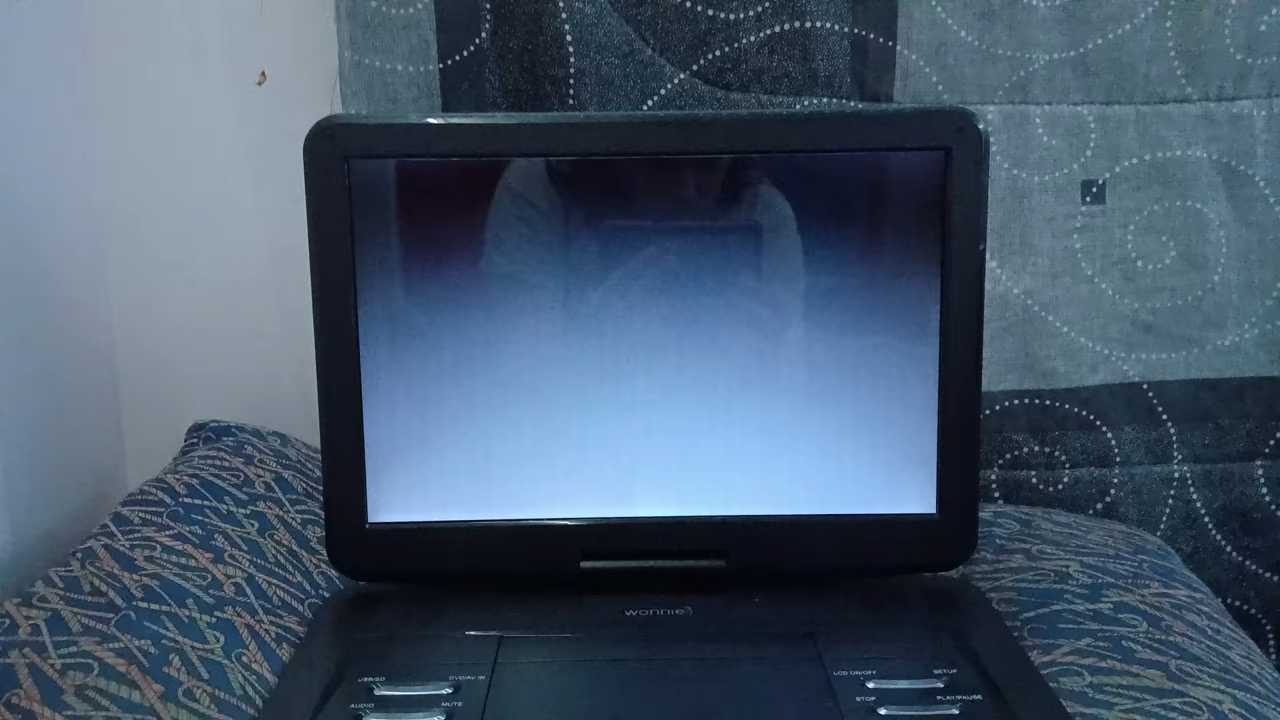 wonnie
USB/SD DVD/AV IN
LCD ON/OFF SETUP
AUDIO MUTE
STOP PLAY/PAUSE